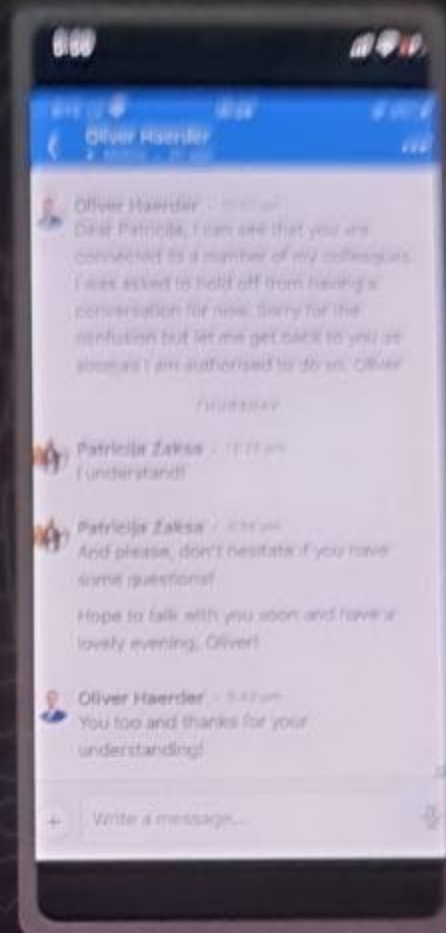 Oliver Haerder
Oliver Haerder
Dear Patricija, I can see that you are
connected to a number of my colleagues.
I was asked to hold off from having a
conversation for now. Sorry for the
confusion but let me get back to you as
soon as I am authorised to do so. Oliver
THURSDAY
Patricija Zaksa
I understand!
Patricija Zaksa
And please, don't hesitate if you have
some questions!
Hope to talk with you soon and have a
lovely evening, Oliver!
Oliver Haerder
You too and thanks for your
understanding!
Write a message...